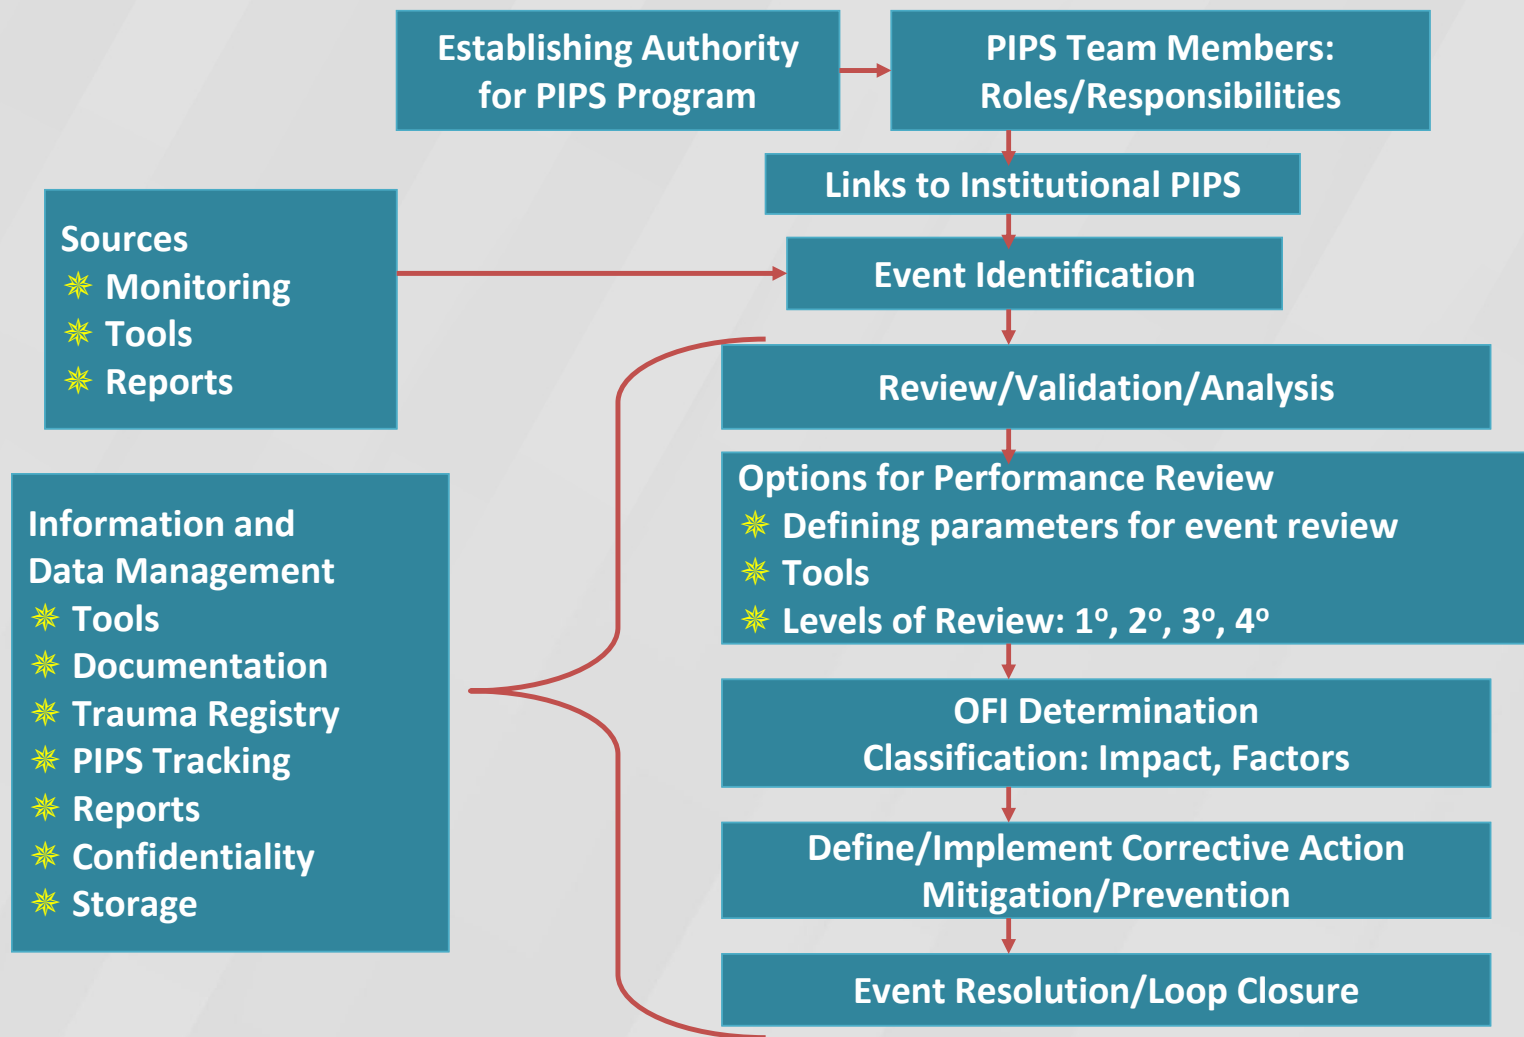 Establishing Authority
for PIPS Program
PIPS Team Members:
Roles/Responsibilities
Links to Institutional PIPS
Sources
Monitoring
Tools
Reports
Event Identification
Review/Validation/Analysis
Information and
Data Management
Tools
Documentation
Trauma Registry
PIPS Tracking
Reports
Confidentiality
Storage
Options for Performance Review
Defining parameters for event review
Tools
Levels of Review: 1º, 2º, 3º, 4º
OFI Determination
Classification: Impact, Factors
Define/Implement Corrective Action
Mitigation/Prevention
Event Resolution/Loop Closure